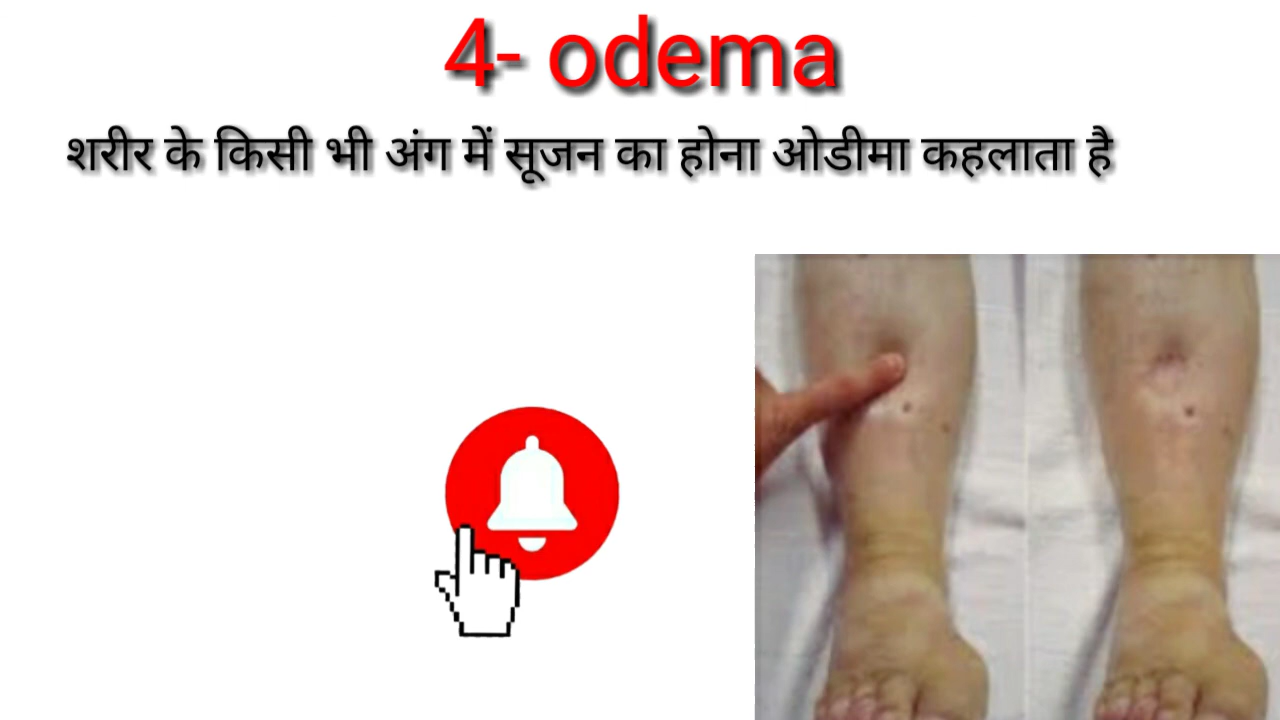 4- odema
शरीर के किसी भी अंग में सूजन का होना ओडीमा कहलाता है